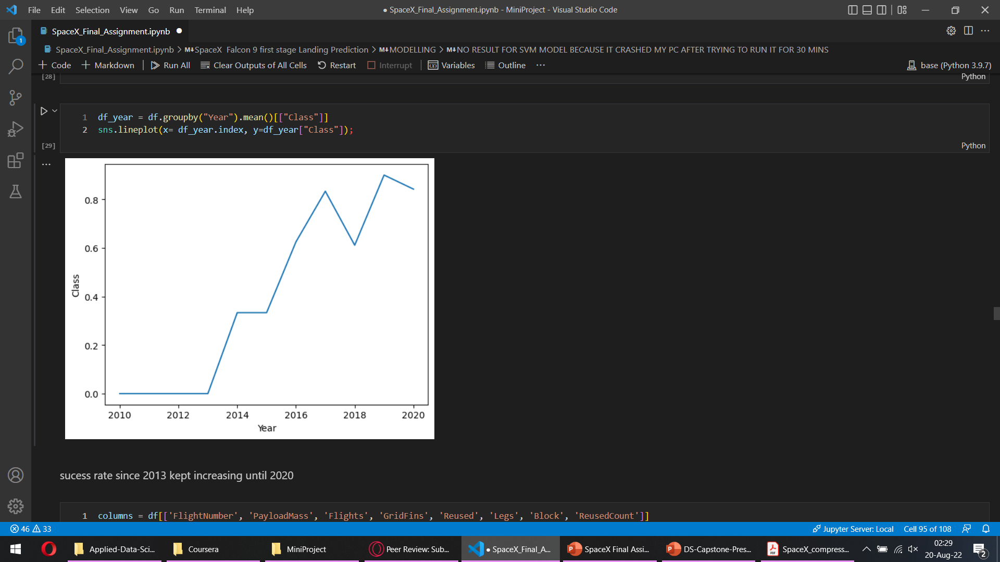 File Edit Selection View Go Run Terminal Help
● SpaceX_Final_Assignment.ipynb - MiniProject - Visual Studio Code
1
SpaceX_Final_Assignment.ipynb ●
SpaceX_Final_Assignment.ipynb > M↓SpaceX Falcon 9 first stage Landing Prediction > M↓MODELLING > M↓NO RESULT FOR SVM MODEL BECAUSE IT CRASHED MY PC AFTER TRYING TO RUN IT FOR 30 MINS
+ Code + Markdown | Run All Clear Outputs of All Cells Restart Interrupt | Variables Outline ··· base (Python 3.9.7)
[28] Python
1 df_year = df.groupby("Year").mean()[["Class"]]
2 sns.lineplot(x= df_year.index, y=df_year["Class"]);
[29] Python
...
0.8
0.6
0.4
0.2
0.0
Class
2010 2012 2014 2016 2018 2020
Year
sucess rate since 2013 kept increasing until 2020
1 columns = df[['FlightNumber', 'PayloadMass', 'Flights', 'GridFins', 'Reused', 'Legs', 'Block', 'ReusedCount']]
46 33 Jupyter Server: Local Cell 95 of 108
Applied-Data-Sci... Coursera MiniProject Peer Review: Sub... ● SpaceX_Final_A... SpaceX Final Assi... DS-Capstone-Pres... SpaceX_compress... 02:29
20-Aug-22
2